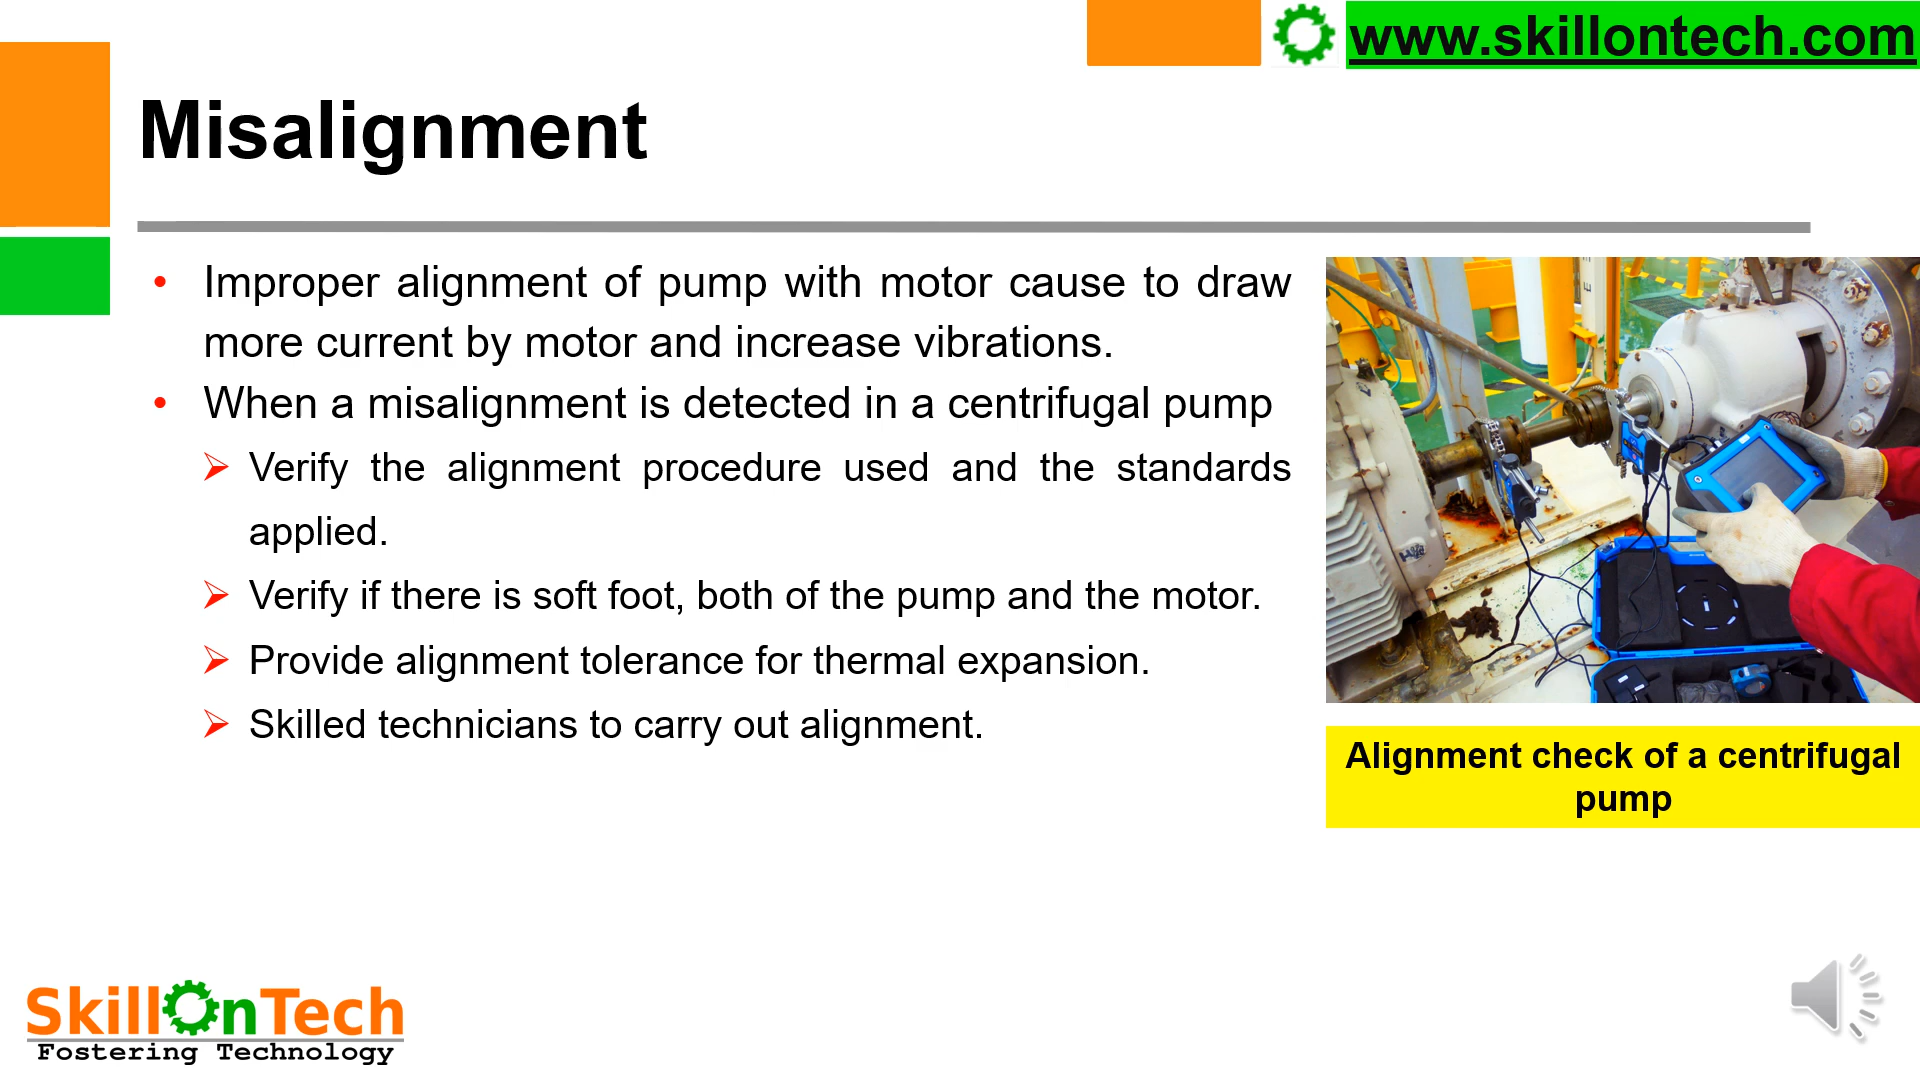 www.skillontech.com
Misalignment
• Improper alignment of pump with motor cause to draw
more current by motor and increase vibrations.
• When a misalignment is detected in a centrifugal pump
➢ Verify the alignment procedure used and the standards
applied.
➢ Verify if there is soft foot, both of the pump and the motor.
➢ Provide alignment tolerance for thermal expansion.
➢ Skilled technicians to carry out alignment.
Alignment check of a centrifugal
pump
SkillOnTech
Fostering Technology